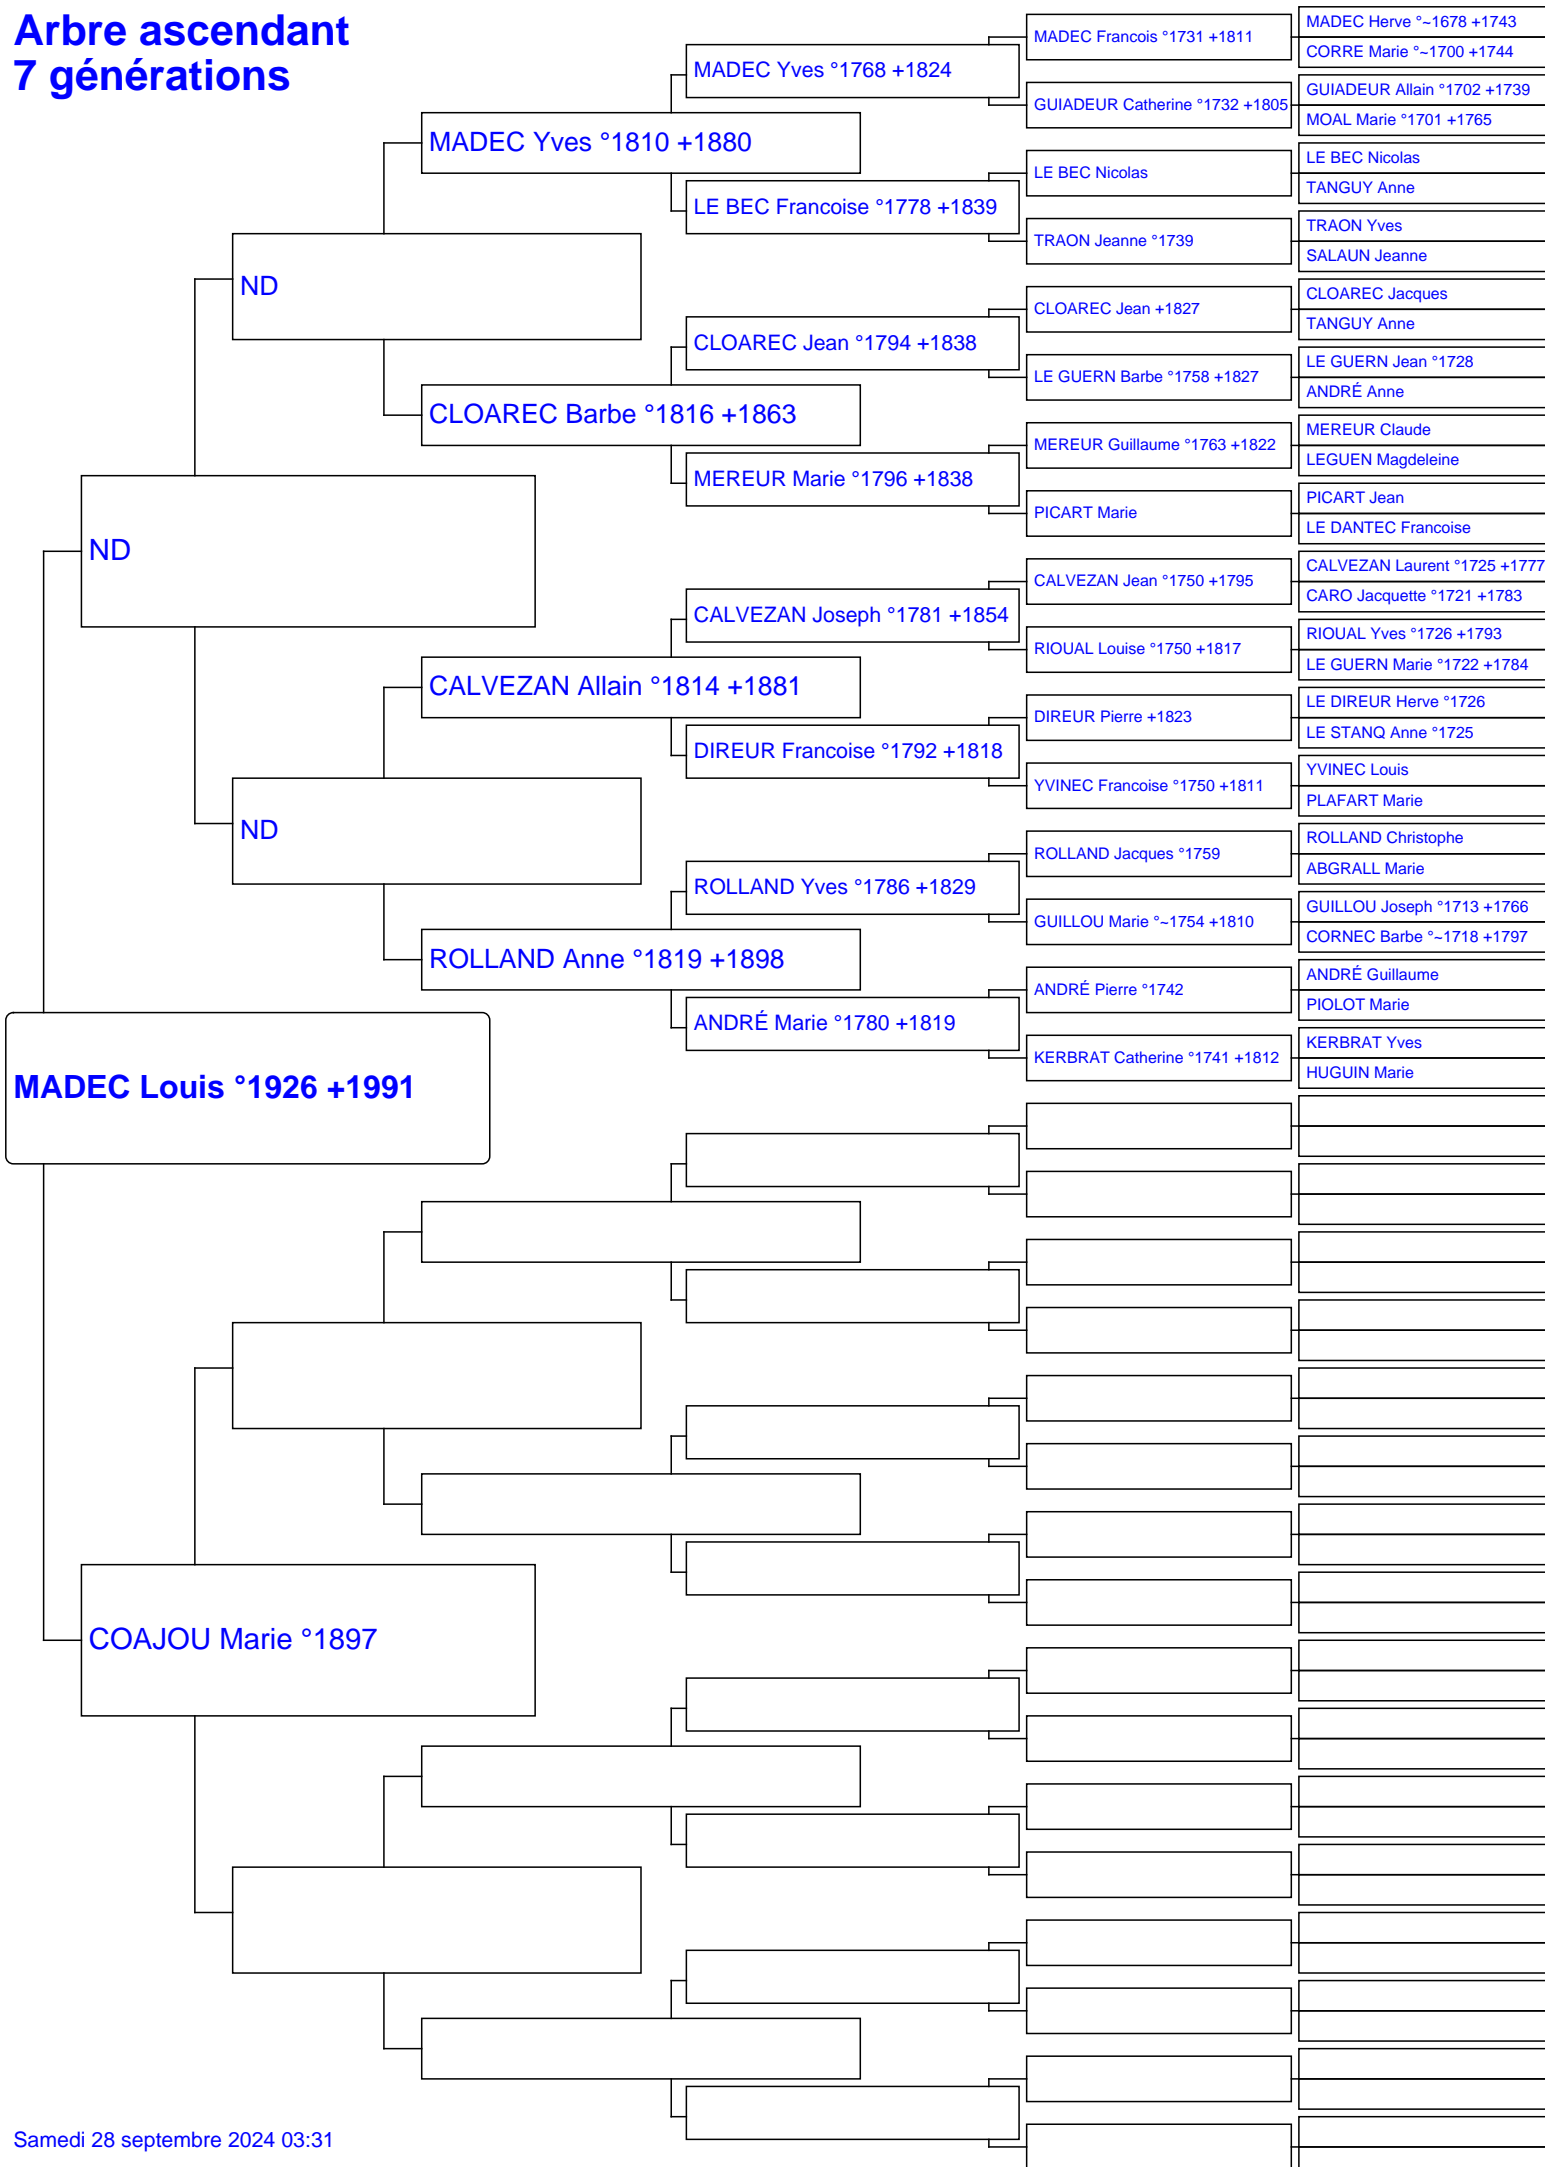 Arbre ascendant
7 générations
MADEC Louis °1926 +1991
ND
COAJOU Marie °1897
ND
ND
MADEC Yves °1810 +1880
CLOAREC Barbe °1816 +1863
CALVEZAN Allain °1814 +1881
ROLLAND Anne °1819 +1898
MADEC Yves °1768 +1824
LE BEC Francoise °1778 +1839
CLOAREC Jean °1794 +1838
MEREUR Marie °1796 +1838
CALVEZAN Joseph °1781 +1854
DIREUR Francoise °1792 +1818
ROLLAND Yves °1786 +1829
ANDRÉ Marie °1780 +1819
MADEC Francois °1731 +1811
GUIADEUR Catherine °1732 +1805
LE BEC Nicolas
TRAON Jeanne °1739
CLOAREC Jean +1827
LE GUERN Barbe °1758 +1827
MEREUR Guillaume °1763 +1822
PICART Marie
CALVEZAN Jean °1750 +1795
RIOUAL Louise °1750 +1817
DIREUR Pierre +1823
YVINEC Francoise °1750 +1811
ROLLAND Jacques °1759
GUILLOU Marie °~1754 +1810
ANDRÉ Pierre °1742
KERBRAT Catherine °1741 +1812
MADEC Herve °~1678 +1743
CORRE Marie °~1700 +1744
GUIADEUR Allain °1702 +1739
MOAL Marie °1701 +1765
LE BEC Nicolas
TANGUY Anne
TRAON Yves
SALAUN Jeanne
CLOAREC Jacques
TANGUY Anne
LE GUERN Jean °1728
ANDRÉ Anne
MEREUR Claude
LEGUEN Magdeleine
PICART Jean
LE DANTEC Francoise
CALVEZAN Laurent °1725 +1777
CARO Jacquette °1721 +1783
RIOUAL Yves °1726 +1793
LE GUERN Marie °1722 +1784
LE DIREUR Herve °1726
LE STANQ Anne °1725
YVINEC Louis
PLAFART Marie
ROLLAND Christophe
ABGRALL Marie
GUILLOU Joseph °1713 +1766
CORNEC Barbe °~1718 +1797
ANDRÉ Guillaume
PIOLOT Marie
KERBRAT Yves
HUGUIN Marie
Samedi 28 septembre 2024 03:31